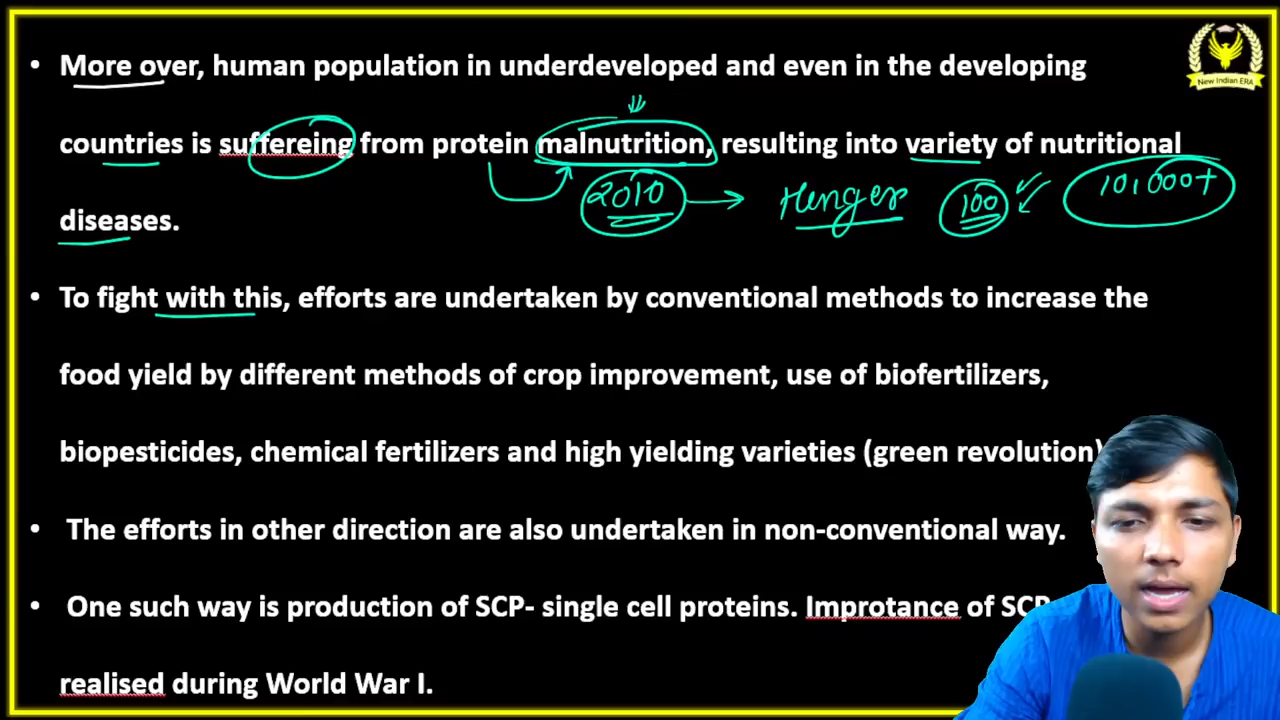 • More over, human population in underdeveloped and even in the developing
New Indian ERA
countries is suffereing from protein malnutrition, resulting into variety of nutritional
2010 → Henger 100 10,000+
diseases.
• To fight with this, efforts are undertaken by conventional methods to increase the
food yield by different methods of crop improvement, use of biofertilizers,
biopesticides, chemical fertilizers and high yielding varieties (green revolution)
• The efforts in other direction are also undertaken in non-conventional way.
• One such way is production of SCP- single cell proteins. Improtance of SCP
realised during World War I.